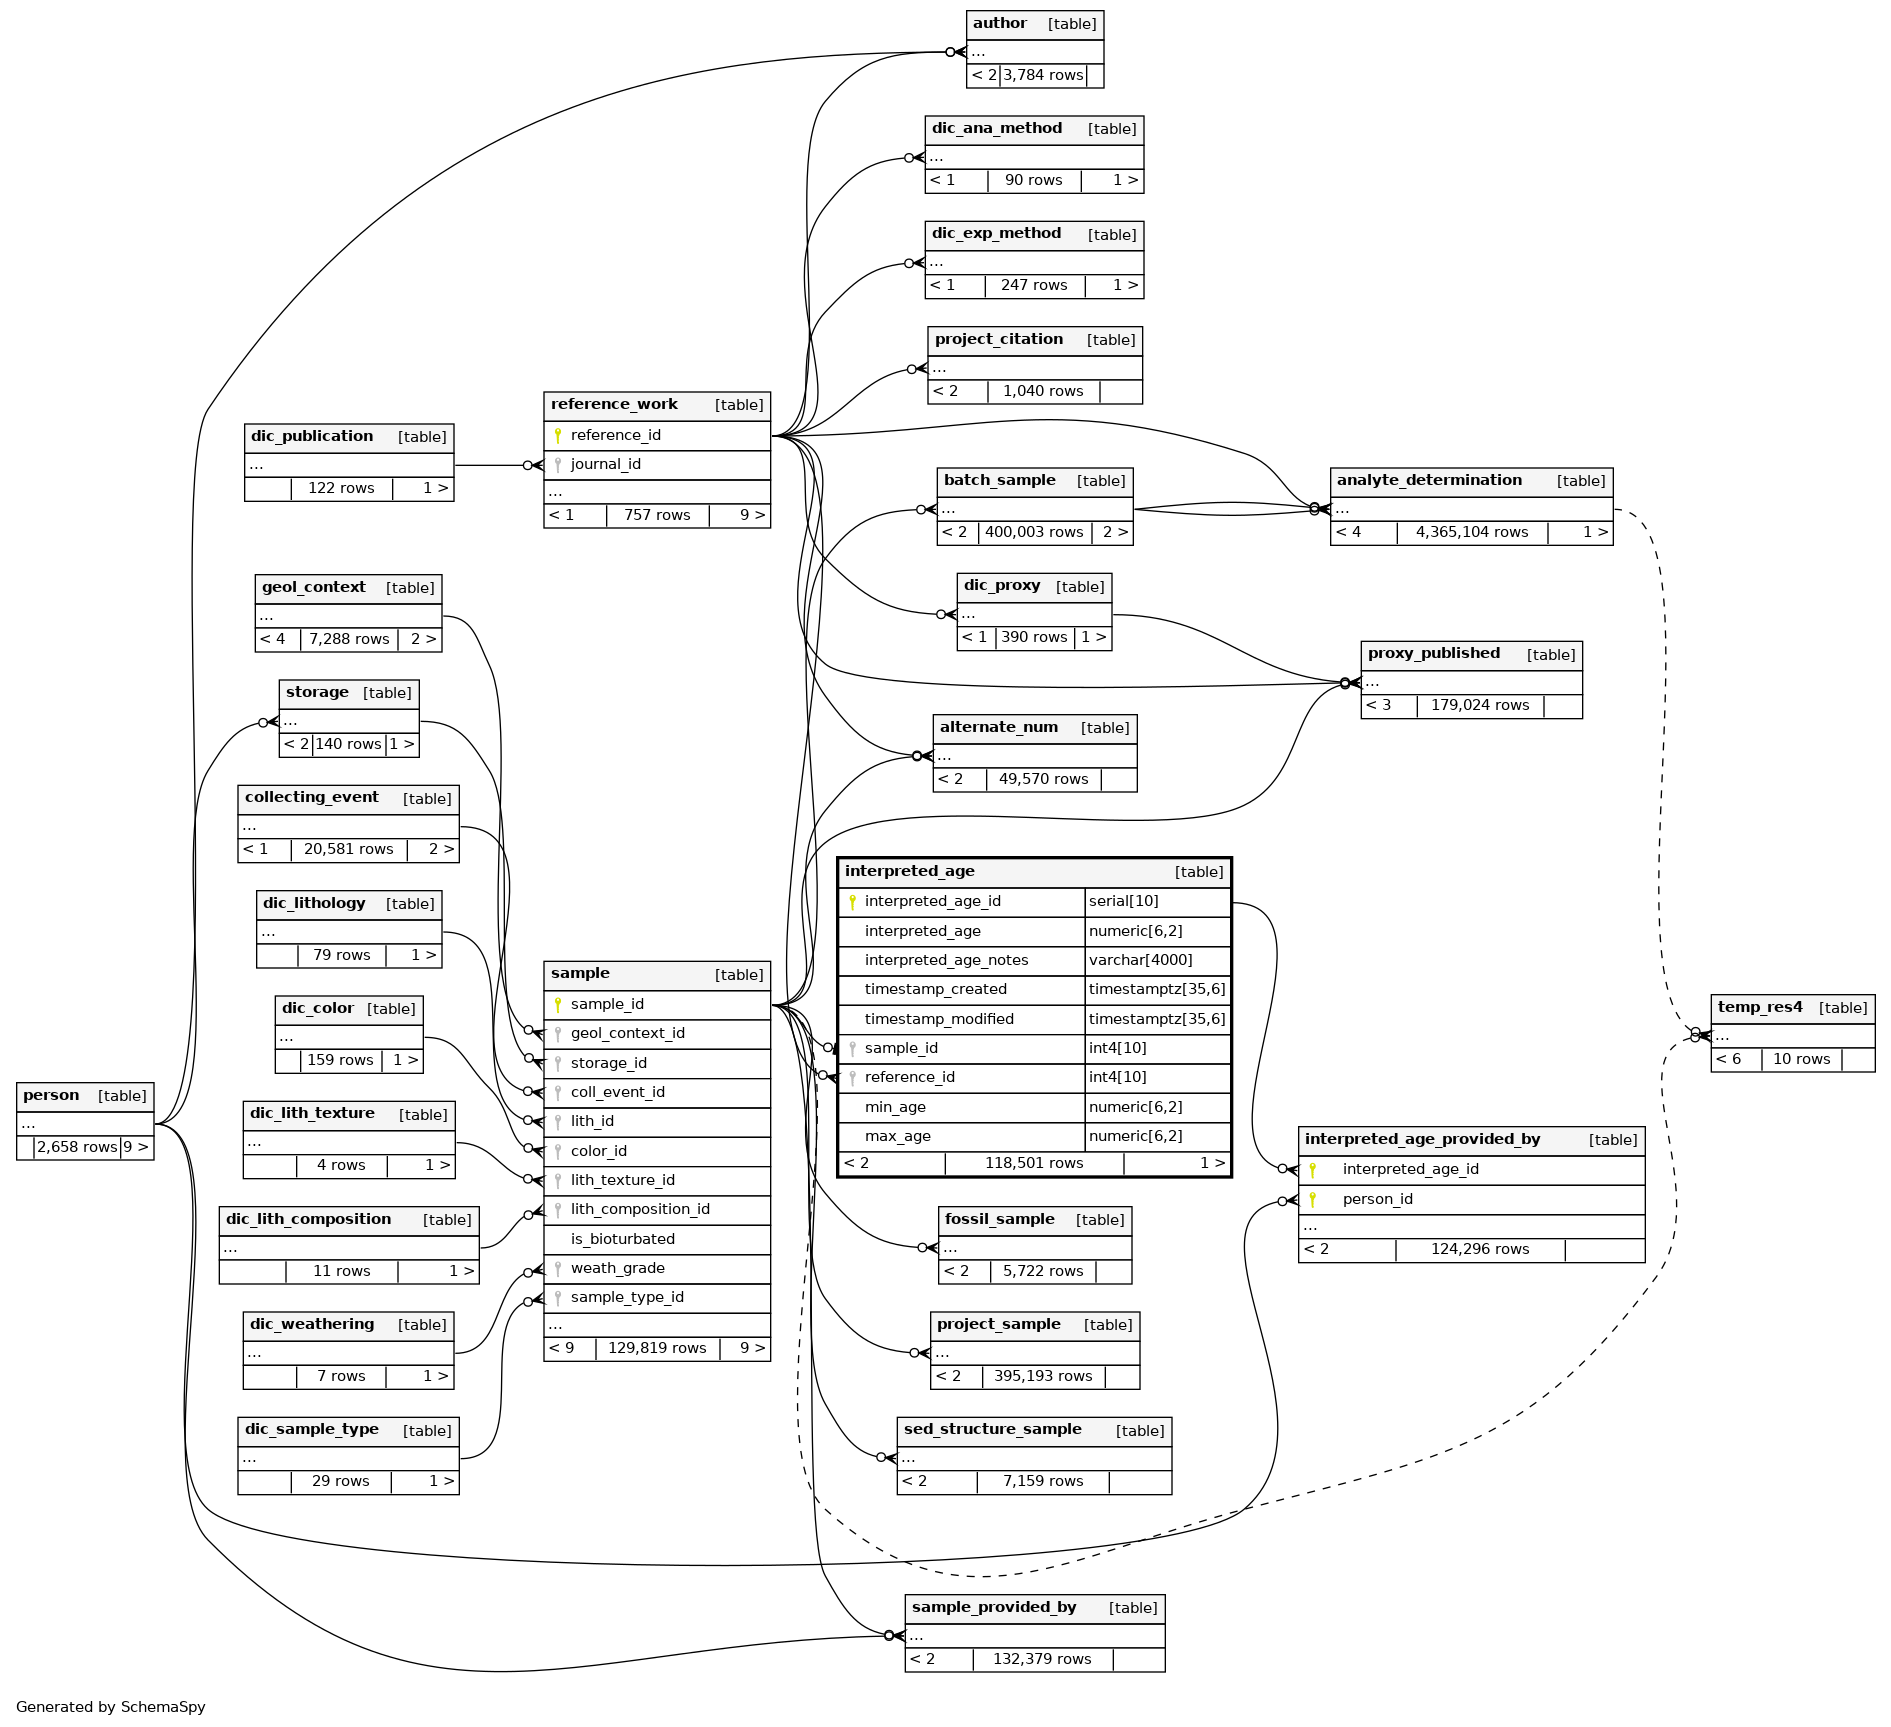 author [table]
...
< 2 3,784 rows
dic_ana_method [table]
...
< 1 90 rows 1 >
dic_exp_method [table]
...
< 1 247 rows 1 >
project_citation [table]
...
< 2 1,040 rows
reference_work [table]
reference_id
journal_id
...
< 1 757 rows 9 >
dic_publication [table]
...
122 rows 1 >
batch_sample [table]
...
< 2 400,003 rows 2 >
analyte_determination [table]
...
< 4 4,365,104 rows 1 >
geol_context [table]
...
< 4 7,288 rows 2 >
dic_proxy [table]
...
< 1 390 rows 1 >
proxy_published [table]
...
< 3 179,024 rows
storage [table]
...
< 2 140 rows 1 >
alternate_num [table]
...
< 2 49,570 rows
collecting_event [table]
...
< 1 20,581 rows 2 >
interpreted_age [table]
interpreted_age_id serial[10]
interpreted_age numeric[6,2]
interpreted_age_notes varchar[4000]
timestamp_created timestamptz[35,6]
timestamp_modified timestamptz[35,6]
sample_id int4[10]
reference_id int4[10]
min_age numeric[6,2]
max_age numeric[6,2]
< 2 118,501 rows 1 >
dic_lithology [table]
...
79 rows 1 >
sample [table]
sample_id
geol_context_id
storage_id
coll_event_id
lith_id
color_id
lith_texture_id
lith_composition_id
is_bioturbated
weath_grade
sample_type_id
...
< 9 129,819 rows 9 >
dic_color [table]
...
159 rows 1 >
temp_res4 [table]
...
< 6 10 rows
person [table]
...
2,658 rows 9 >
dic_lith_texture [table]
...
4 rows 1 >
interpreted_age_provided_by [table]
interpreted_age_id
person_id
...
< 2 124,296 rows
dic_lith_composition [table]
...
11 rows 1 >
fossil_sample [table]
...
< 2 5,722 rows
dic_weathering [table]
...
7 rows 1 >
project_sample [table]
...
< 2 395,193 rows
dic_sample_type [table]
...
29 rows 1 >
sed_structure_sample [table]
...
< 2 7,159 rows
sample_provided_by [table]
...
< 2 132,379 rows
Generated by SchemaSpy